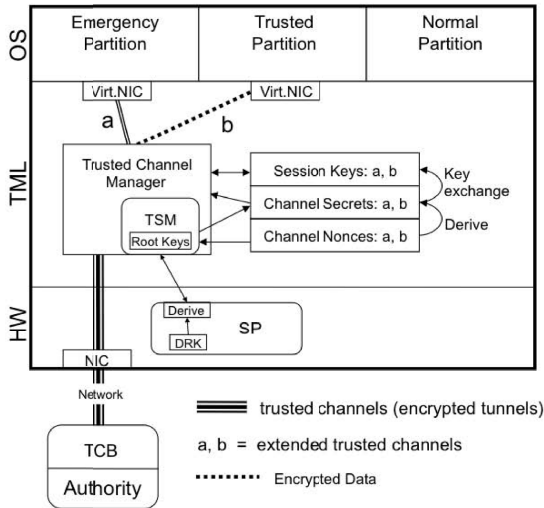 OS
Emergency
Partition
Trusted
Partition
Normal
Partition
Virt.NIC
Virt.NIC
a
b
TML
Trusted Channel
Manager
TSM
Root Keys
Session Keys: a, b
Channel Secrets: a, b
Channel Nonces: a, b
Key
exchange
Derive
HW
Derive
DRK
SP
NIC
Network
TCB
Authority
trusted channels (encrypted tunnels)
a, b = extended trusted channels
Encrypted Data